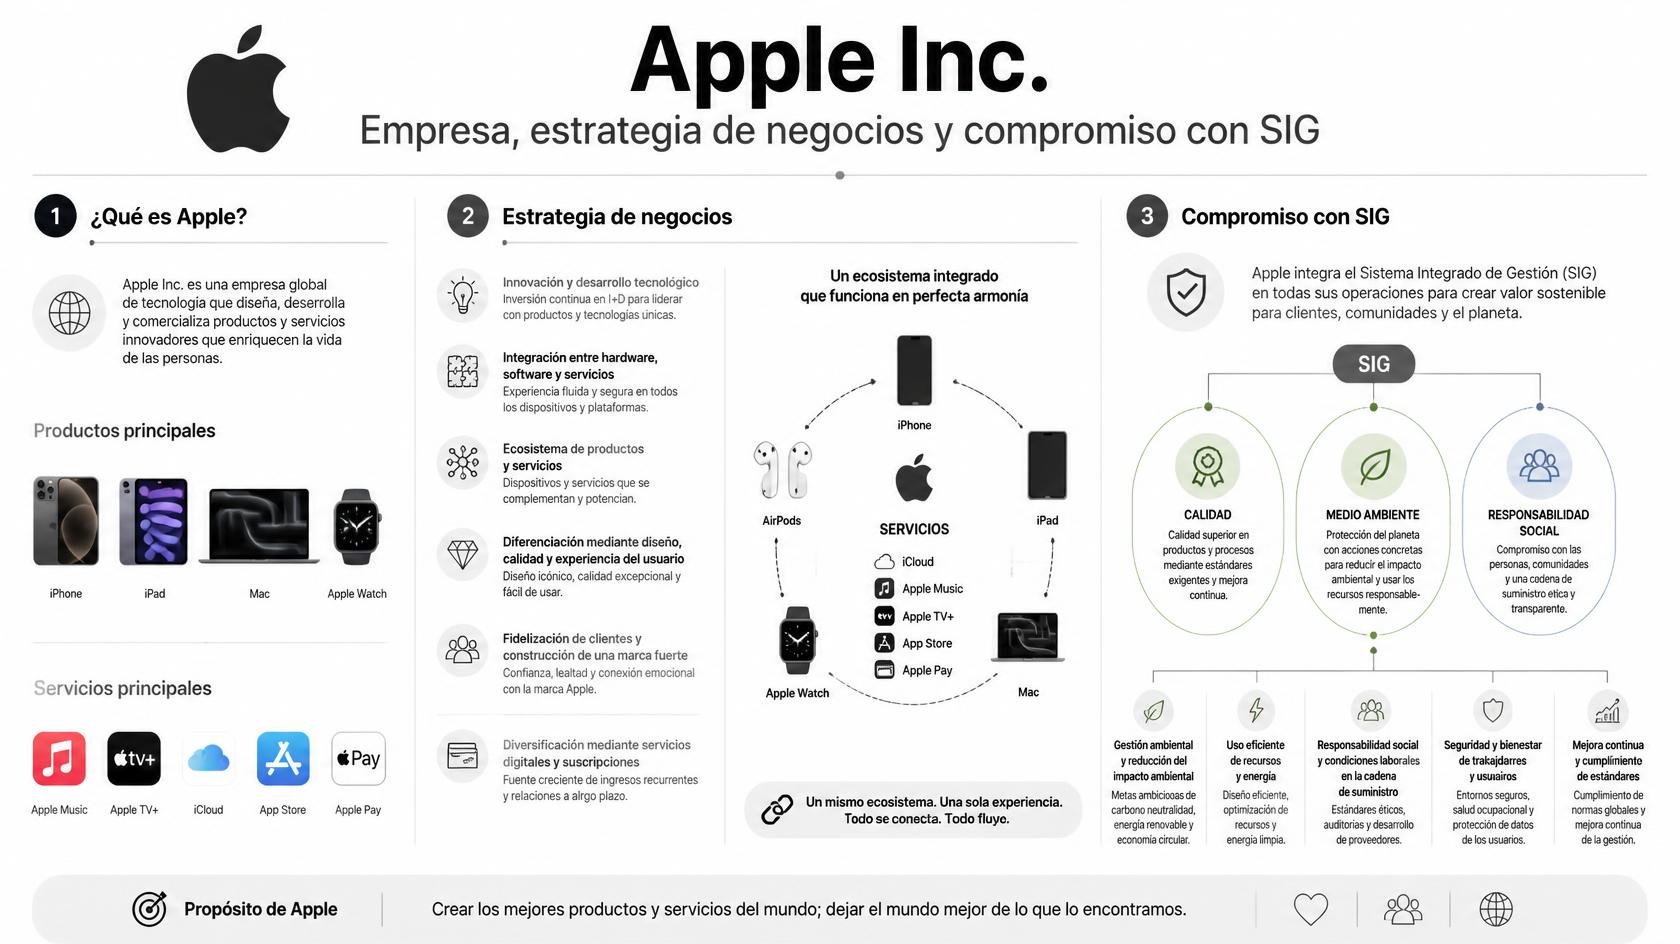 Apple Inc.
Empresa, estrategia de negocios y compromiso con SIG
1 ¿Qué es Apple?
Apple Inc. es una empresa global
de tecnología que diseña, deserrolla
y comercializa productos y servicios
innovadores que enriquecen la vida
de las personas.
Productos principales
iPhone
iPad
Mac
Apple Watch
Servicios principales
tv+
Pay
Apple Music
Apple TV+
iCloud
App Store
Apple Pay
2 Estrategia de negocios
Innovación y desarrollo tecnológico
Inversión continua en I+D para liderar
con productos y tecnologías únicas.
Integración entre hardware,
software y servicios
Experiencia fluida y segura en todos
los dispositivos y plataformas.
Ecosistema de productos
y servicios
Dispositivos y servicios que se
complementan y potencian.
Diferenciación mediante diseño,
calidad y experiencia del usuario
Diseño icónico, calidad excepcional y
fácil de usar.
Fidelización de clientes y
construcción de una marca fuerte
Confianza, lealtad y conexión emocional
con la marca Apple.
Diversificación mediante servicios
digitales y suscripciones
Fuente creciente de ingresos recurrentes
y relaciones a alrgo plazo.
Un ecosistema integrado
que funciona en perfecta armonía
iPhone
AirPods
iPad
SERVICIOS
iCloud
Apple Music
Apple TV+
App Store
Apple Pay
Apple Watch
Mac
Un mismo ecosistema. Una sola experiencia.
Todo se conecta. Todo fluye.
3 Compromiso con SIG
Apple integra el Sistema Integrado de Gestión (SIG)
en todas sus operaciones para crear valor sostenible
para clientes, comunidades y el planeta.
SIG
CALIDAD
Calidad superior en
productos y procesos
mediante estándares
exigentes y mejora
continua.
MEDIO AMBIENTE
Protección del planeta
con acciones concretas
para reducir el impacto
ambiental y usar los
recursos responsable-
mente.
RESPONSABILIDAD
SOCIAL
Compromiso con las
personas, comunidades
y una cadena de
suministro etica y
transparente.
Gestión ambiental
y reducción del
impacto ambiental
Metas ambiciosas de
carbono neutralidad,
energía renovable y
economía circular.
Uso eficiente
de recursos
y energía
Diseño eficiente,
optimización de
recursos y
energía limpia.
Responsabilidad social
y condiciones laborales
en la cadena
de suministro
Estándares éticos,
auditorías y desarrollo
de proveedores.
Seguridad y bienestar
de trakajdarres
y usuairos
Entornos seguros,
salud ocupacional y
protección de datos
de los usuarios.
Mejora continua
y cumplimiento
de estándares
Cumplimiento de
normas globales y
mejora continua
de la gestión.
Propósito de Apple
Crear los mejores productos y servicios del mundo; dejar el mundo mejor de lo que lo encontramos.